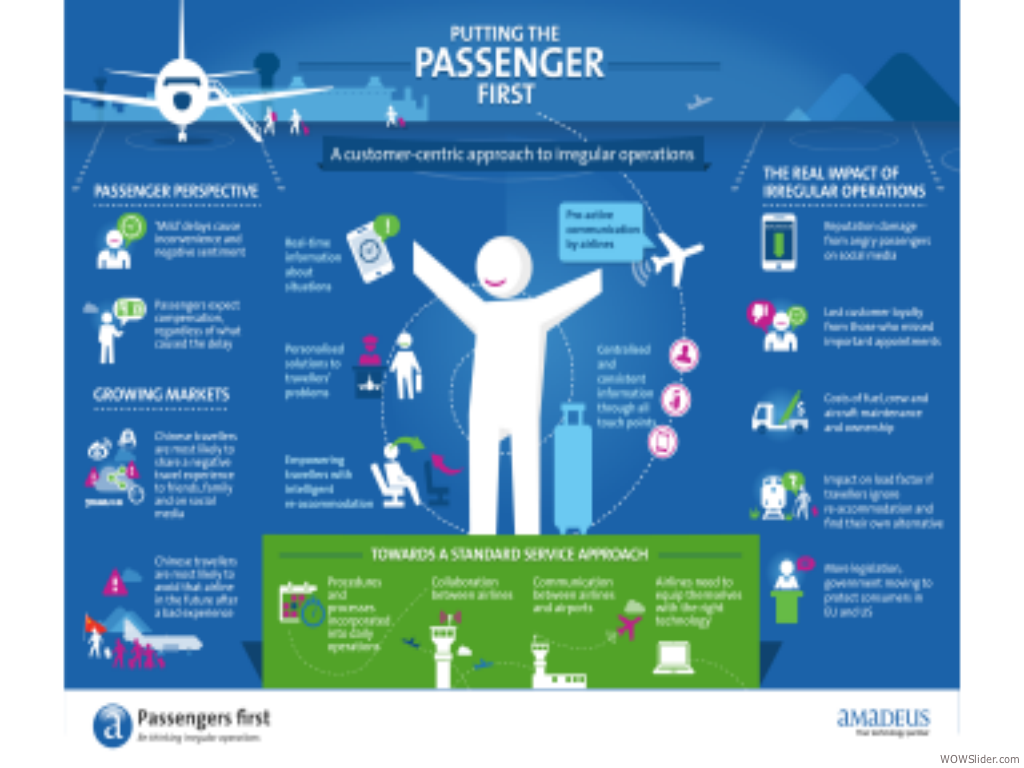 PUTTING THE
PASSENGER
FIRST
A customer-centric approach to irregular operations
PASSENGER PERSPECTIVE
'Mild' delays cause
inconvenience and
negative sentiment
Passengers expect
compensation,
regardless of what
caused the delay
GROWING MARKETS
Chinese travellers
are most likely to
share a negative
travel experience
to friends, family
and on social
media
Chinese travellers
are most likely to
avoid that airline
in the future after
a bad experience
Real-time
information
about
situations
Personalised
solutions to
travellers'
problems
Empowering
travellers with
intelligent
re-accommodation
Pro-active
communication
by airlines
Centralised
and
consistent
information
through all
touch points
THE REAL IMPACT OF
IRREGULAR OPERATIONS
Reputation damage
from angry passengers
on social media
Lost customer loyalty
from those who missed
important appointments
Costs of fuel, crew and
aircraft maintenance
and ownership
Impact on load factor if
travellers ignore
re-accommodation and
find their own alternative
More legislation,
government moving to
protect consumers in
EU and US
TOWARDS A STANDARD SERVICE APPROACH
Procedures
and
processes
incorporated
into daily
operations
Collaboration
between airlines
Communication
between airlines
and airports
Airlines need to
equip themselves
with the right
technology
a Passengers first
Re-thinking irregular operations
amadeus
Your technology partner
WOWSlider.com